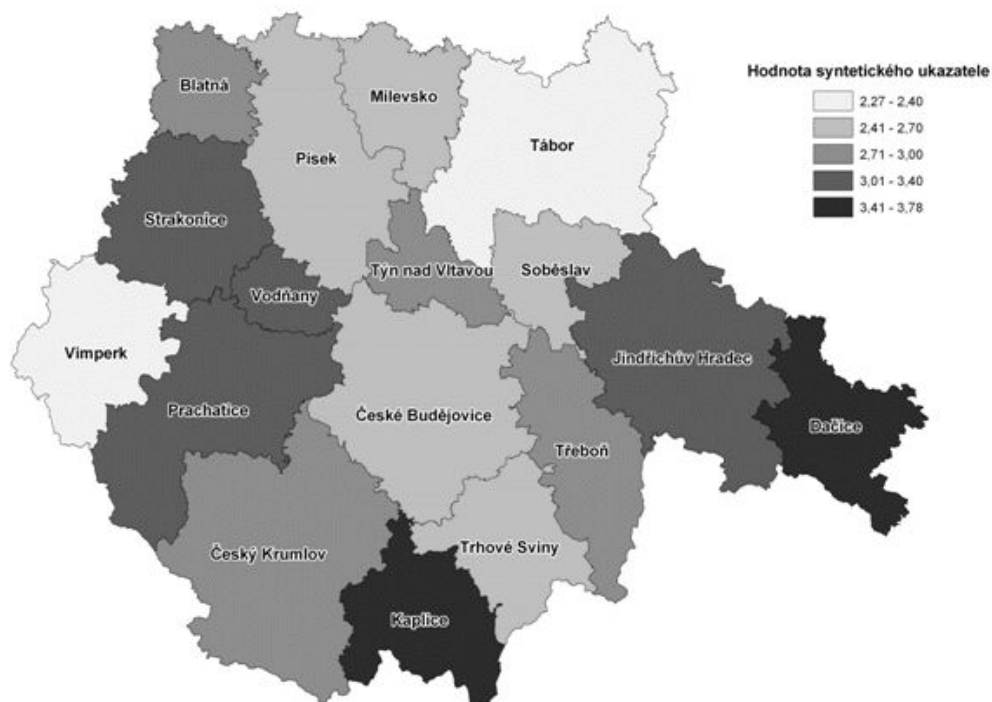 Hodnota syntetického ukazatele
2,27 - 2,40
2,41 - 2,70
2,71 - 3,00
3,01 - 3,40
3,41 - 3,78
Blatná
Milevsko
Písek
Tábor
Strakonice
Týn nad Vltavou
Soběslav
Vodňany
Vimperk
Jindřichův Hradec
Prachatice
České Budějovice
Dačice
Třeboň
Český Krumlov
Trhové Sviny
Kaplice